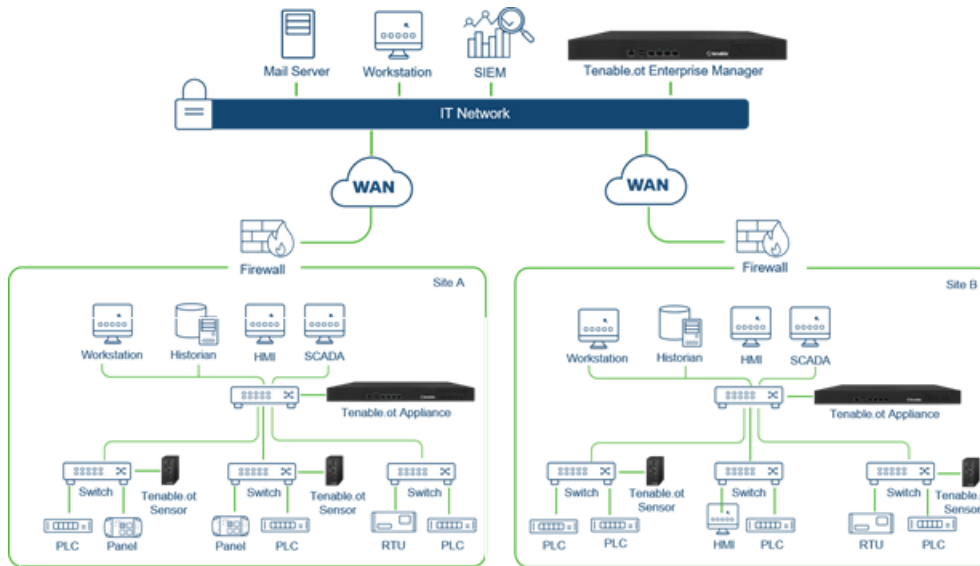 Mail Server
Workstation
SIEM
tenable
Tenable.ot Enterprise Manager
IT Network
WAN
WAN
Firewall
Firewall
Site A
Workstation
Historian
HMI
SCADA
Tenable.ot Appliance
Switch
Tenable.ot
Sensor
Switch
Tenable.ot
Sensor
Switch
PLC
Panel
Panel
PLC
RTU
PLC
Site B
Workstation
Historian
HMI
SCADA
Tenable.ot Appliance
Switch
Tenable.ot
Sensor
Switch
Switch
Tenable.o
Sensor
PLC
PLC
HMI
PLC
RTU
PLC